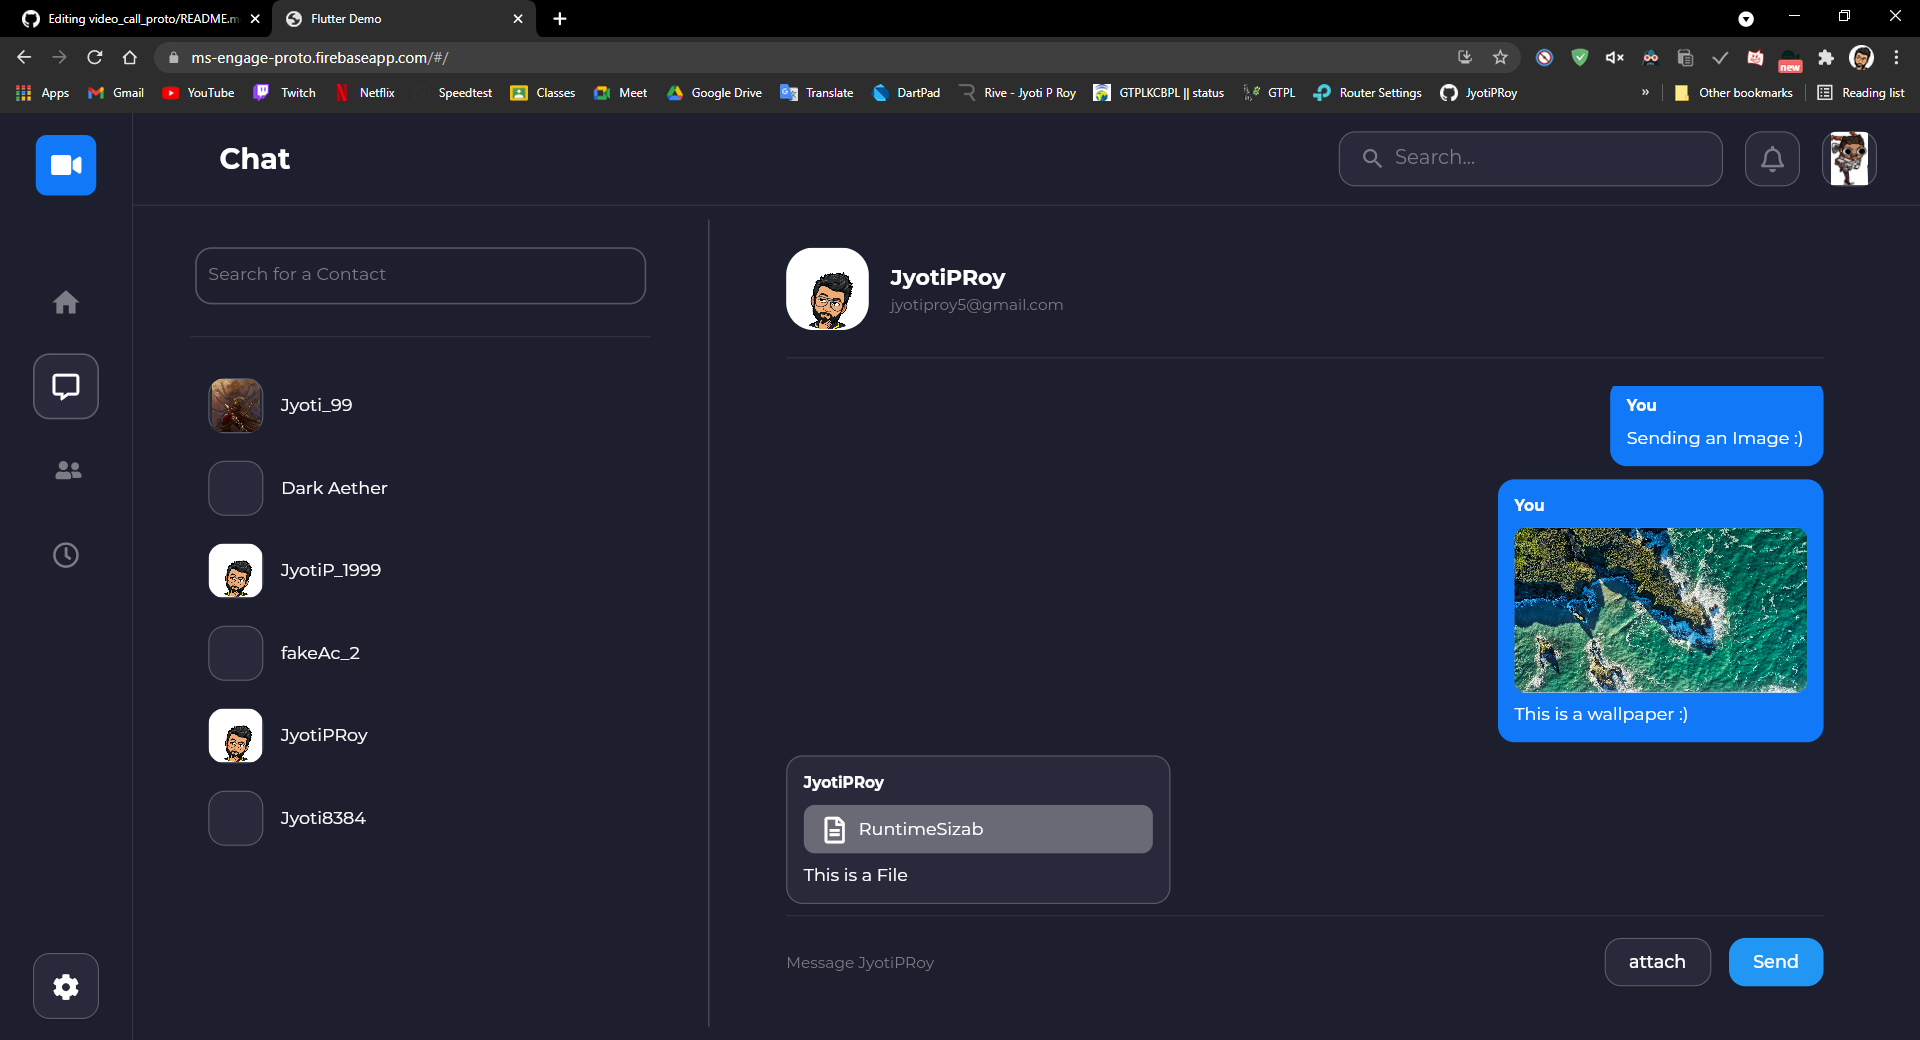 Editing video_call_proto/README.m
Flutter Demo
ms-engage-proto.firebaseapp.com/#/
new
Apps
Gmail
YouTube
Twitch
Netflix
Speedtest
Classes
Meet
Google Drive
Translate
DartPad
Rive - Jyoti P Roy
GTPLKCBPL || status
GTPL
Router Settings
JyotiPRoy
»
Other bookmarks
Reading list
Chat
Search...
Search for a Contact
Jyoti_99
Dark Aether
JyotiP_1999
fakeAc_2
JyotiPRoy
Jyoti8384
JyotiPRoy
jyotiproy5@gmail.com
You
Sending an Image :)
You
This is a wallpaper :)
JyotiPRoy
RuntimeSizab
This is a File
Message JyotiPRoy
attach
Send